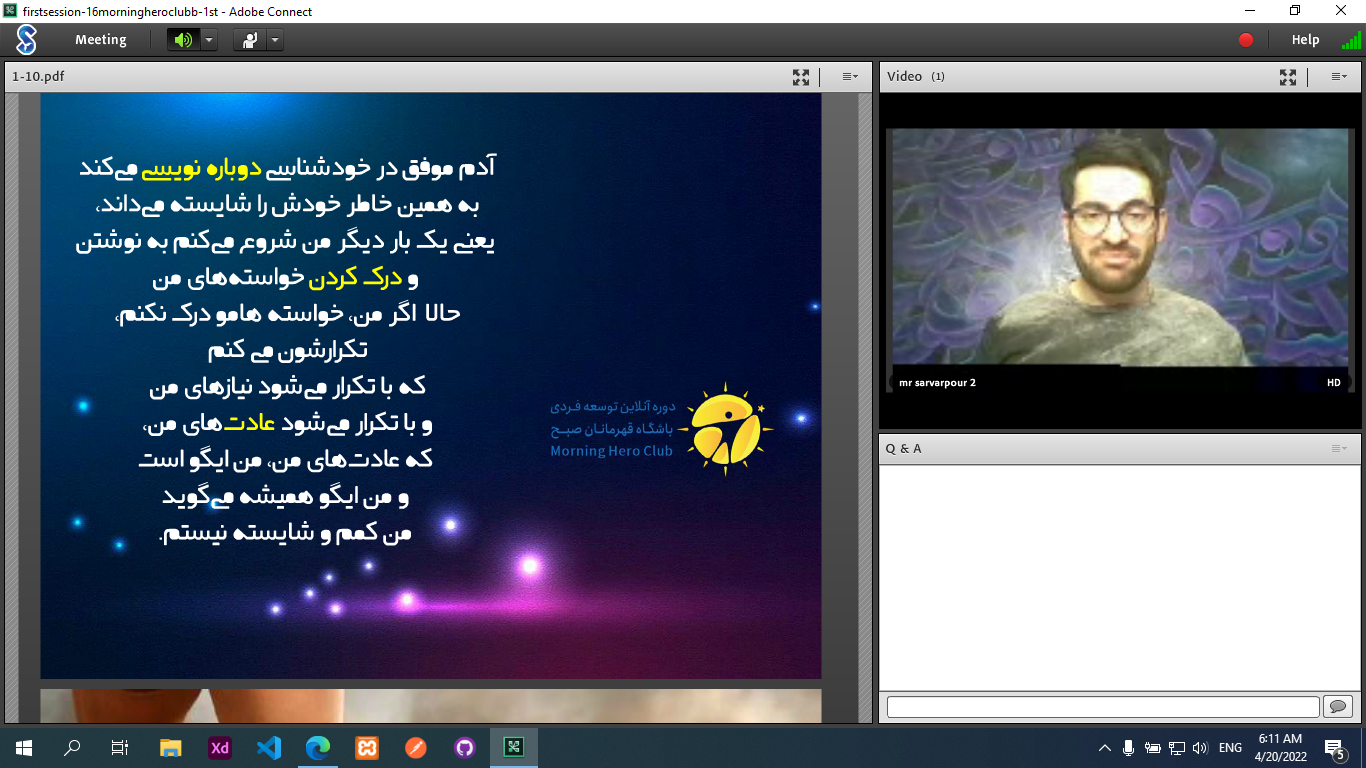 firstsession-16morningheroclubb-1st - Adobe Connect
Meeting
Help
1-10.pdf
آدم موفق در خودشناسی دوباره نویسی می‌کند
به همین خاطر خودش را شایسته می‌داند،
یعنی یک بار دیگر من شروع می‌کنم به نوشتن
و درک کردن خواسته‌های من
حالا اگر من، خواسته هامو درک نکنم،
تکرارشون می کنم
که با تکرار می‌شود نیازهای من
و با تکرار می‌شود عادت‌های من،
که عادت‌های من، من ایگو است
و من ایگو همیشه می‌گوید
من کمم و شایسته نیستم.
دوره آنلاین توسعه فردی
باشگاه قهرمانان صبح
Morning Hero Club
Video (1)
mr sarvarpour 2
HD
Q & A
Xd
ENG
6:11 AM
4/20/2022
5